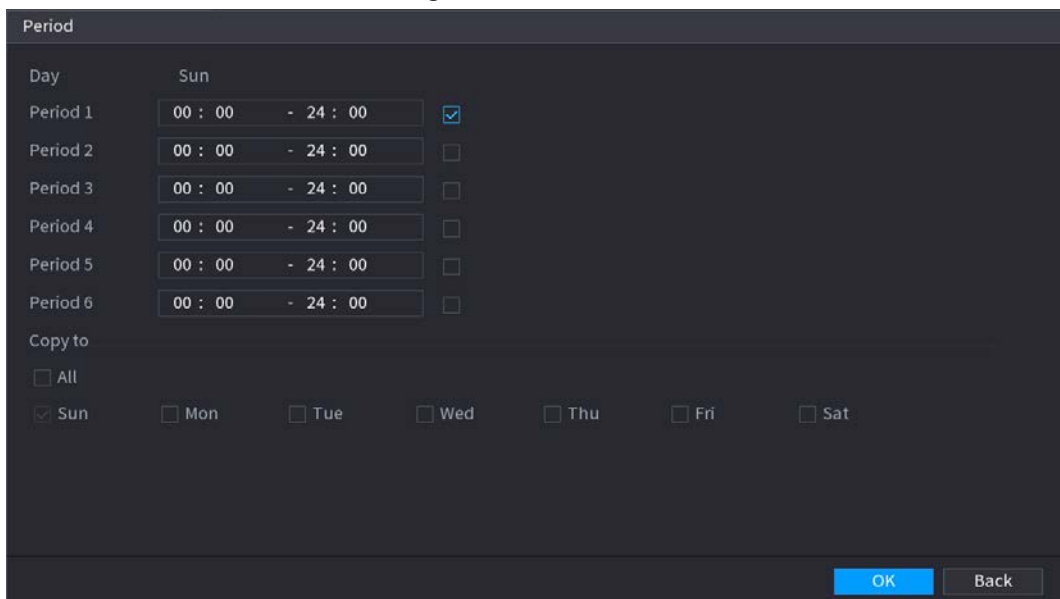 Period
Day Sun
Period 1 00 : 00 - 24 : 00
Period 2 00 : 00 - 24 : 00
Period 3 00 : 00 - 24 : 00
Period 4 00 : 00 - 24 : 00
Period 5 00 : 00 - 24 : 00
Period 6 00 : 00 - 24 : 00
Copy to
All
Sun Mon Tue Wed Thu Fri Sat
OK Back